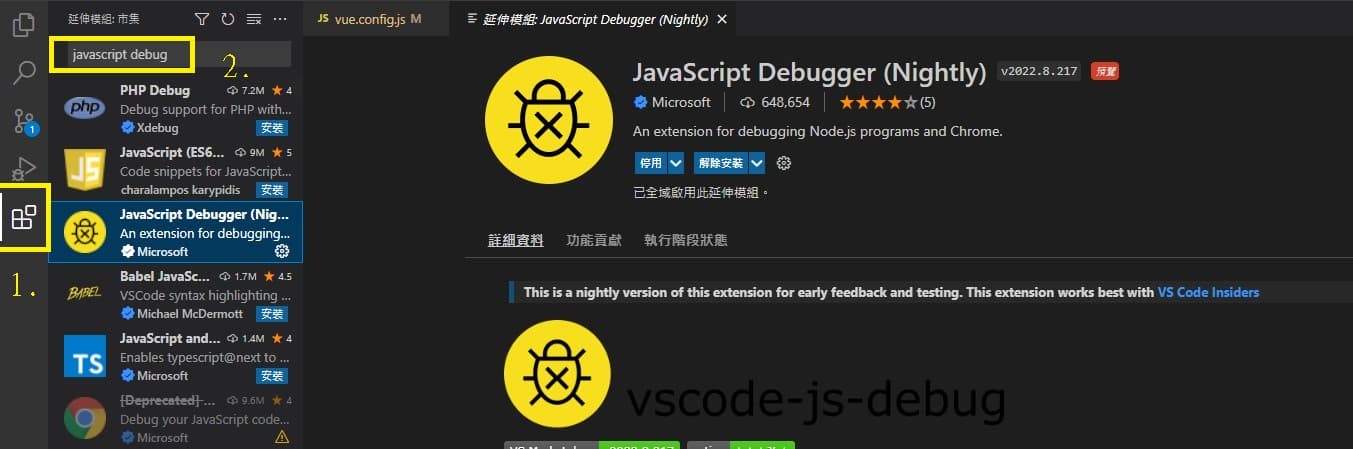 延伸模組: 市集
javascript debug
2.
1.
1
PHP Debug 7.2M ★ 4
Debug support for PHP with...
Xdebug 安裝
php
JavaScript (ES6... 9M ★ 5
Code snippets for JavaScript...
charalampos karypidis 安裝
JS
JavaScript Debugger (Nig...
An extension for debugging...
Microsoft
Babel JavaSc... 1.7M ★ 4.5
VSCode syntax highlighting ...
Michael McDermott 安裝
BABEL
JavaScript and... 1.4M ★ 4
Enables typescript@next to ...
Microsoft 安裝
TS
[Deprecated] ... 9.6M ★ 4
Debug your JavaScript code...
Microsoft
JS vue.config.js M
延伸模組: JavaScript Debugger (Nightly)
JavaScript Debugger (Nightly) v2022.8.217 預覽
Microsoft 648,654 ★★★★☆(5)
An extension for debugging Node.js programs and Chrome.
停用 解除安裝
已全域啟用此延伸模組。
詳細資料 功能貢獻 執行階段狀態
This is a nightly version of this extension for early feedback and testing. This extension works best with VS Code Insiders
vscode-js-debug